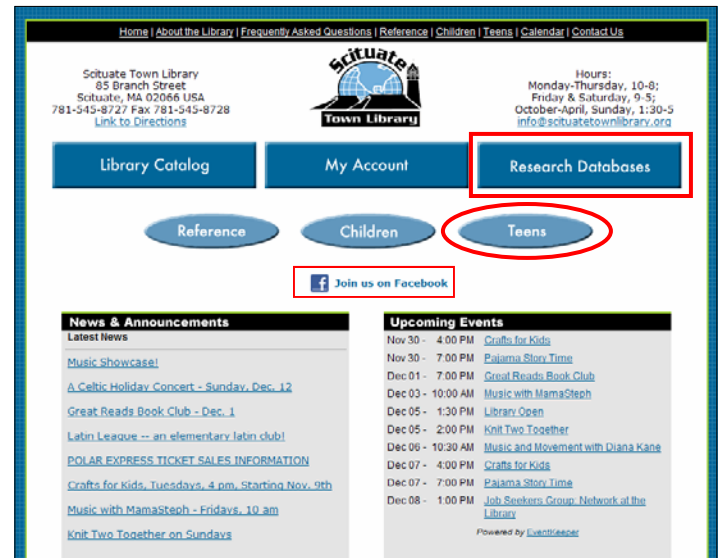 Home | About the Library | Frequently Asked Questions | Reference | Children | Teens | Calendar | Contact Us
Scituate Town Library
85 Branch Street
Scituate, MA 02066 USA
781-545-8727 Fax 781-545-8728
Link to Directions
Scituate
Town Library
Hours:
Monday-Thursday, 10-8;
Friday & Saturday, 9-5;
October-April, Sunday, 1:30-5
info@scituatetownlibrary.org
Library Catalog
My Account
Research Databases
Reference
Children
Teens
Join us on Facebook
News & Announcements
Latest News
Music Showcase!
A Celtic Holiday Concert - Sunday, Dec. 12
Great Reads Book Club - Dec. 1
Latin League -- an elementary latin club!
POLAR EXPRESS TICKET SALES INFORMATION
Crafts for Kids, Tuesdays, 4 pm, Starting Nov. 9th
Music with MamaSteph - Fridays, 10 am
Knit Two Together on Sundays
Upcoming Events
Nov 30 - 4:00 PM Crafts for Kids
Nov 30 - 7:00 PM Pajama Story Time
Dec 01 - 7:00 PM Great Reads Book Club
Dec 03 - 10:00 AM Music with MamaSteph
Dec 05 - 1:30 PM Library Open
Dec 05 - 2:00 PM Knit Two Together
Dec 06 - 10:30 AM Music and Movement with Diana Kane
Dec 07 - 4:00 PM Crafts for Kids
Dec 07 - 7:00 PM Pajama Story Time
Dec 08 - 1:00 PM Job Seekers Group: Network at the
Library
Powered by EventKeeper